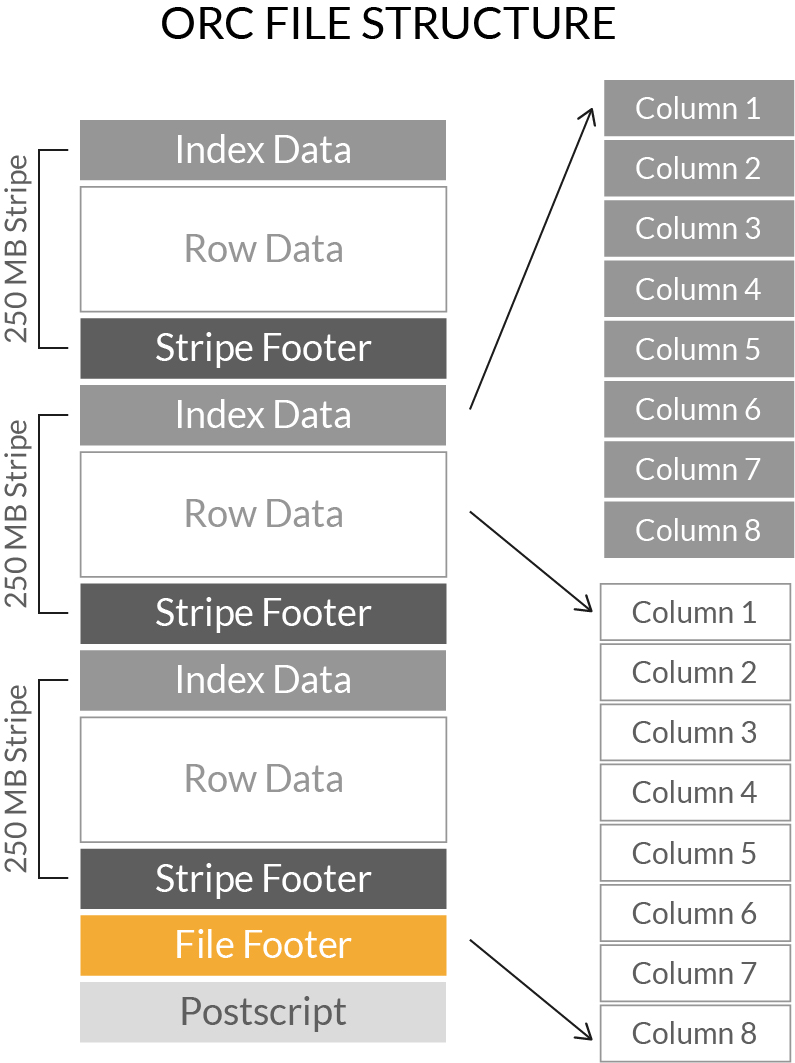 ORC FILE STRUCTURE
250 MB Stripe
Index Data
Row Data
Stripe Footer
250 MB Stripe
Index Data
Row Data
Stripe Footer
250 MB Stripe
Index Data
Row Data
Stripe Footer
File Footer
Postscript
Column 1
Column 2
Column 3
Column 4
Column 5
Column 6
Column 7
Column 8
Column 1
Column 2
Column 3
Column 4
Column 5
Column 6
Column 7
Column 8